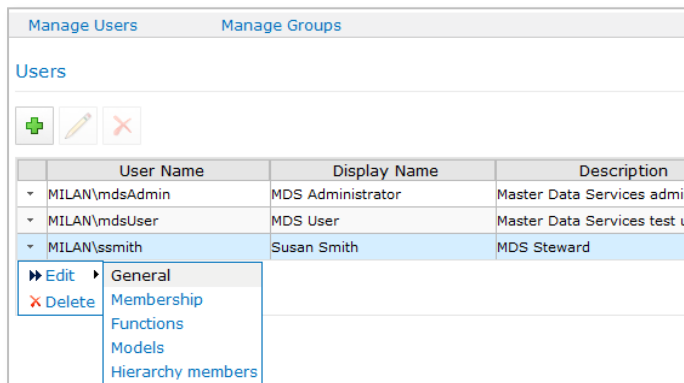 Manage Users Manage Groups
Users
User Name Display Name Description
MILAN\mdsAdmin MDS Administrator Master Data Services admi
MILAN\mdsUser MDS User Master Data Services test u
MILAN\ssmith Susan Smith MDS Steward
Edit General
Delete Membership
Functions
Models
Hierarchy members